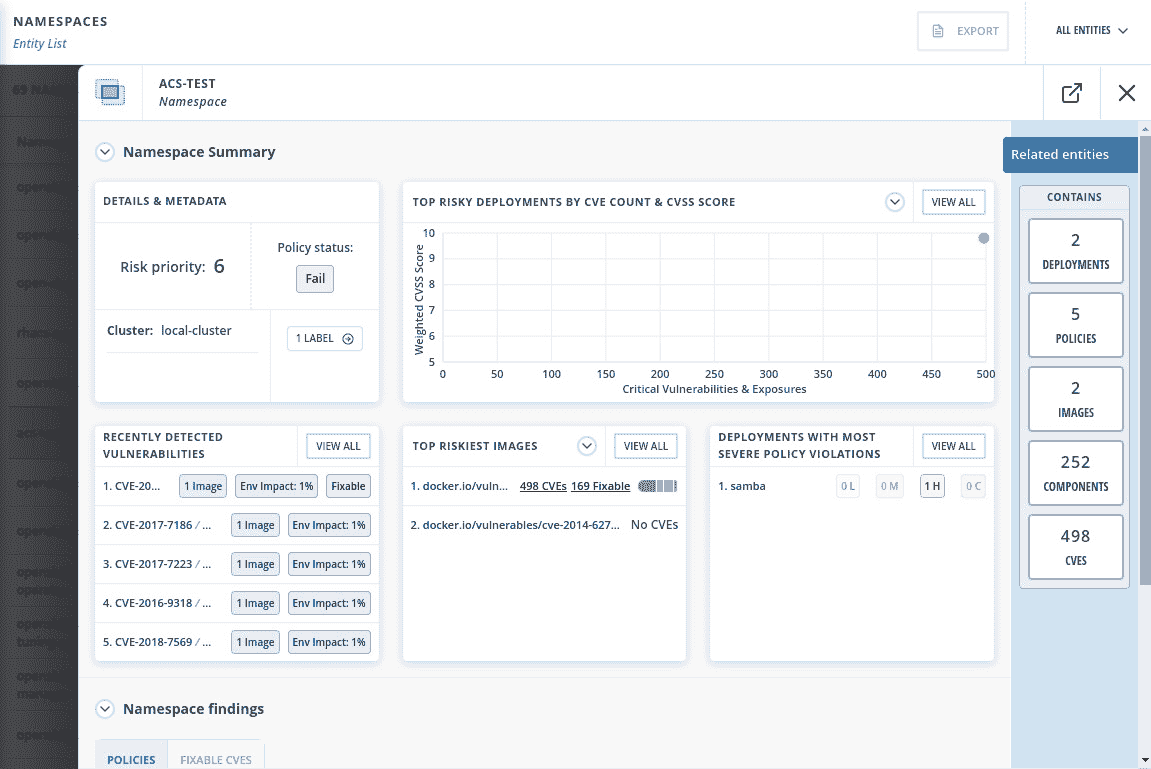 NAMESPACES
Entity List
EXPORT
ALL ENTITIES
ACS-TEST
Namespace
Namespace Summary
Related entities
DETAILS & METADATA
Risk priority: 6
Policy status:
Fail
Cluster: local-cluster
1 LABEL
TOP RISKY DEPLOYMENTS BY CVE COUNT & CVSS SCORE
VIEW ALL
Weighted CVSS Score
10
9
8
7
6
5
0 50 100 150 200 250 300 350 400 450 500
Critical Vulnerabilities & Exposures
CONTAINS
2
DEPLOYMENTS
5
POLICIES
2
IMAGES
252
COMPONENTS
498
CVES
RECENTLY DETECTED
VULNERABILITIES
VIEW ALL
1. CVE-20... 1 Image Env Impact: 1% Fixable
2. CVE-2017-7186 / ... 1 Image Env Impact: 1%
3. CVE-2017-7223 / ... 1 Image Env Impact: 1%
4. CVE-2016-9318 / ... 1 Image Env Impact: 1%
5. CVE-2018-7569 / ... 1 Image Env Impact: 1%
TOP RISKIEST IMAGES
VIEW ALL
1. docker.io/vuln... 498 CVEs 169 Fixable
2. docker.io/vulnerables/cve-2014-627... No CVEs
DEPLOYMENTS WITH MOST
SEVERE POLICY VIOLATIONS
VIEW ALL
1. samba 0 L 0 M 1 H 0 C
Namespace findings
POLICIES
FIXABLE CVES